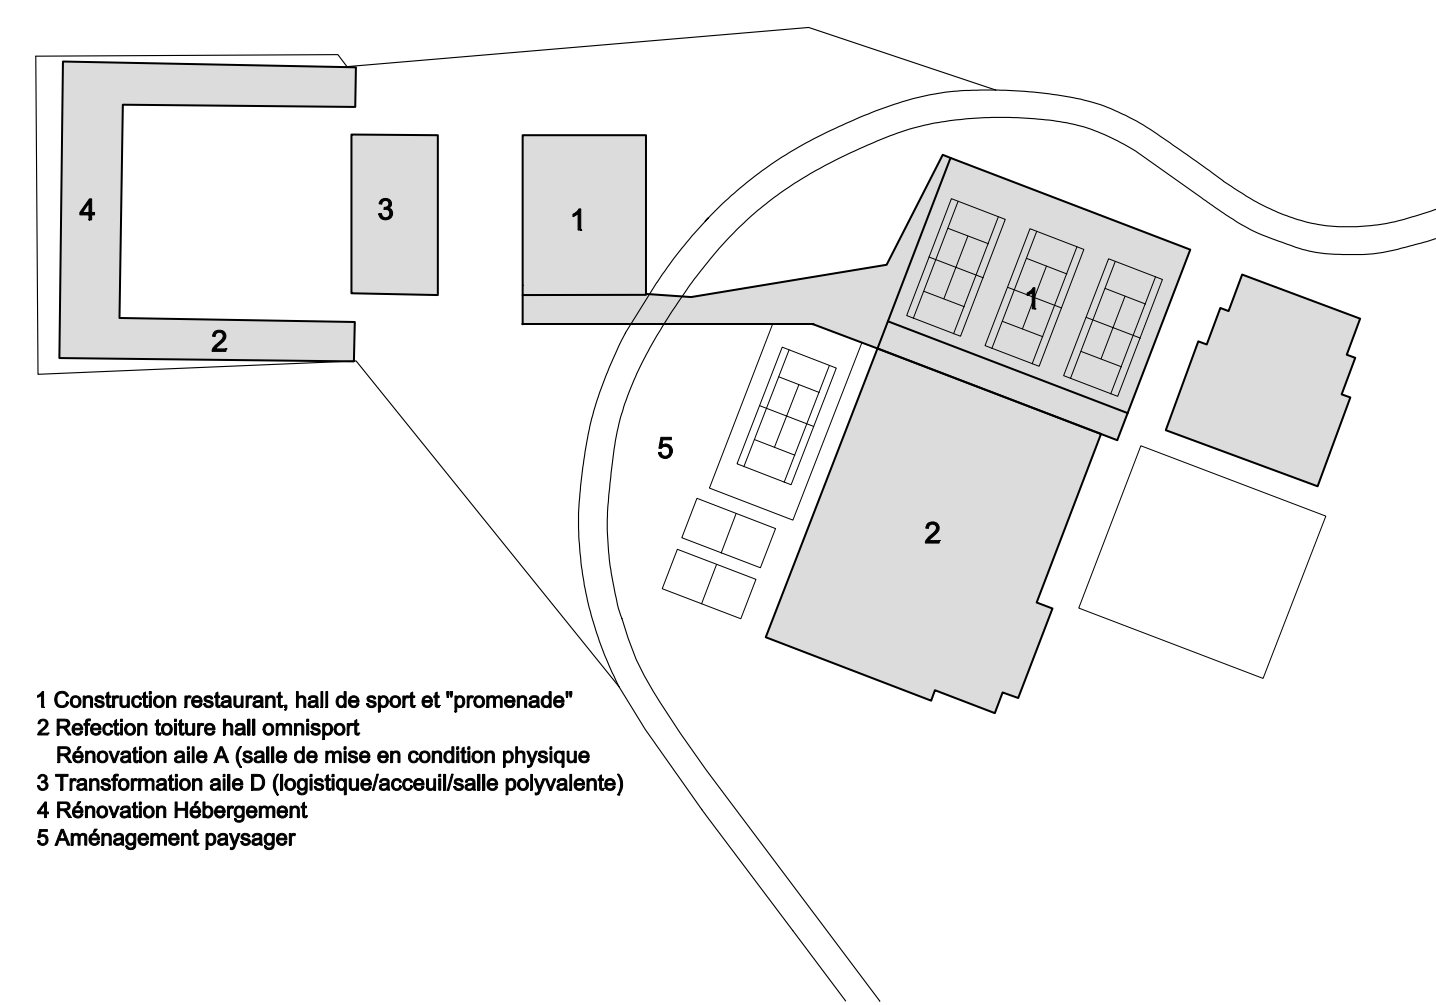 4
3
1
1
2
5
2
1 Construction restaurant, hall de sport et "promenade"
2 Refection toiture hall omnisport
Rénovation aile A (salle de mise en condition physique
3 Transformation aile D (logistique/acceuil/salle polyvalente)
4 Rénovation Hébergement
5 Aménagement paysager